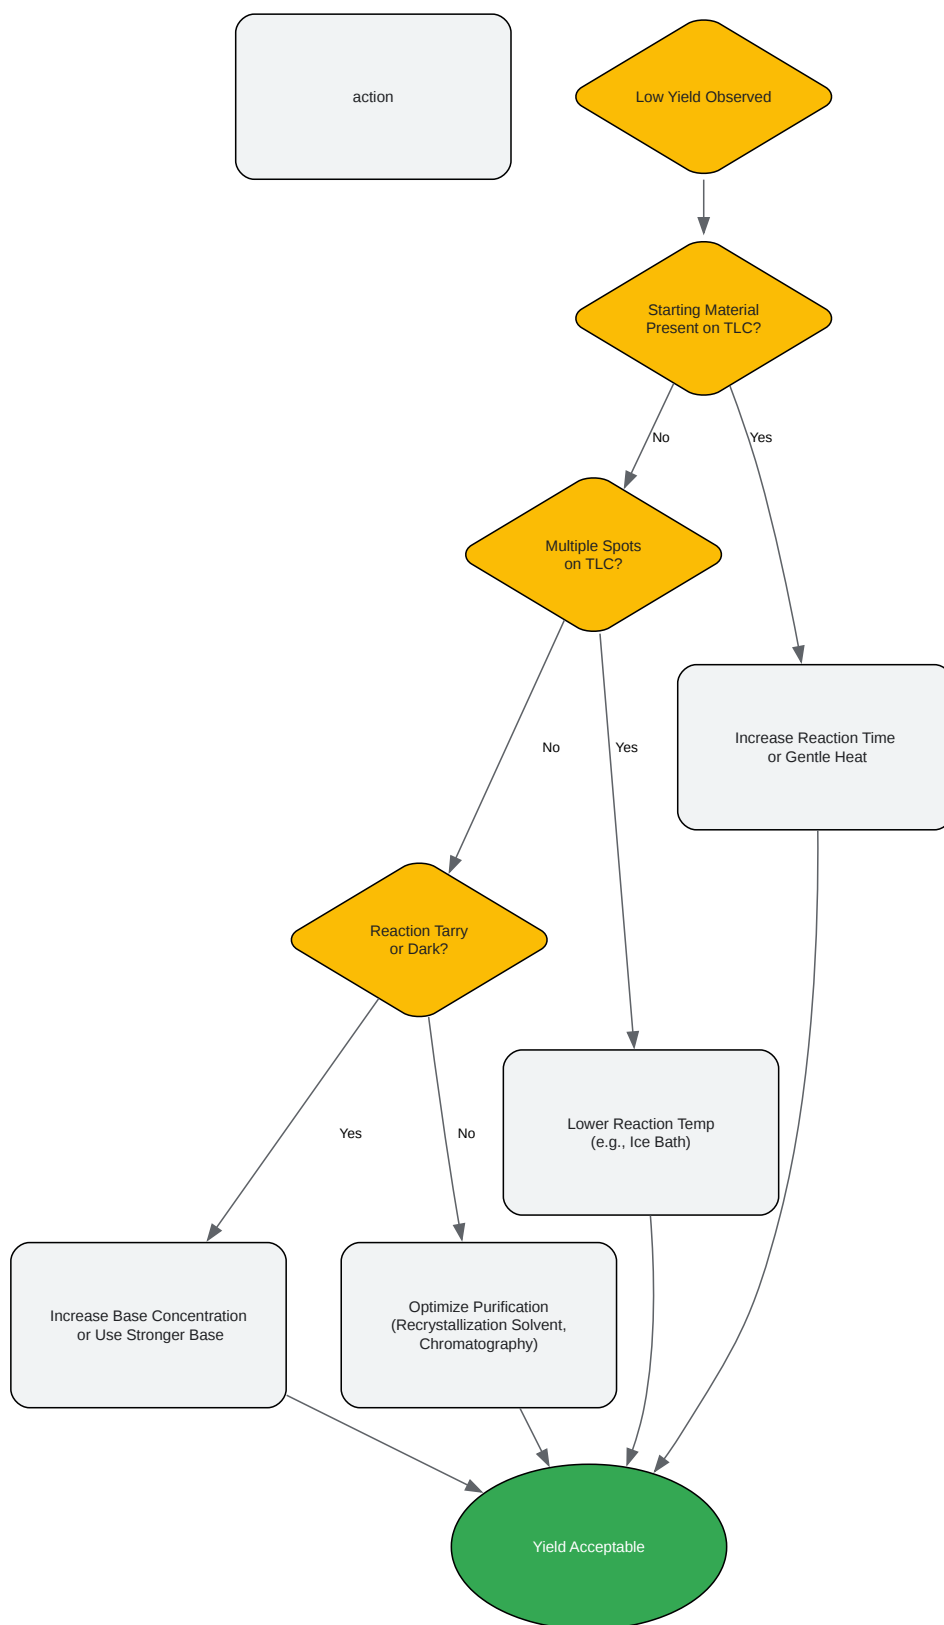 action
Low Yield Observed
Starting Material
Present on TLC?
No
Yes
Multiple Spots
on TLC?
Increase Reaction Time
or Gentle Heat
No
Yes
Reaction Tarry
or Dark?
Lower Reaction Temp
(e.g., Ice Bath)
Yes
No
Increase Base Concentration
or Use Stronger Base
Optimize Purification
(Recrystallization Solvent,
Chromatography)
Yield Acceptable